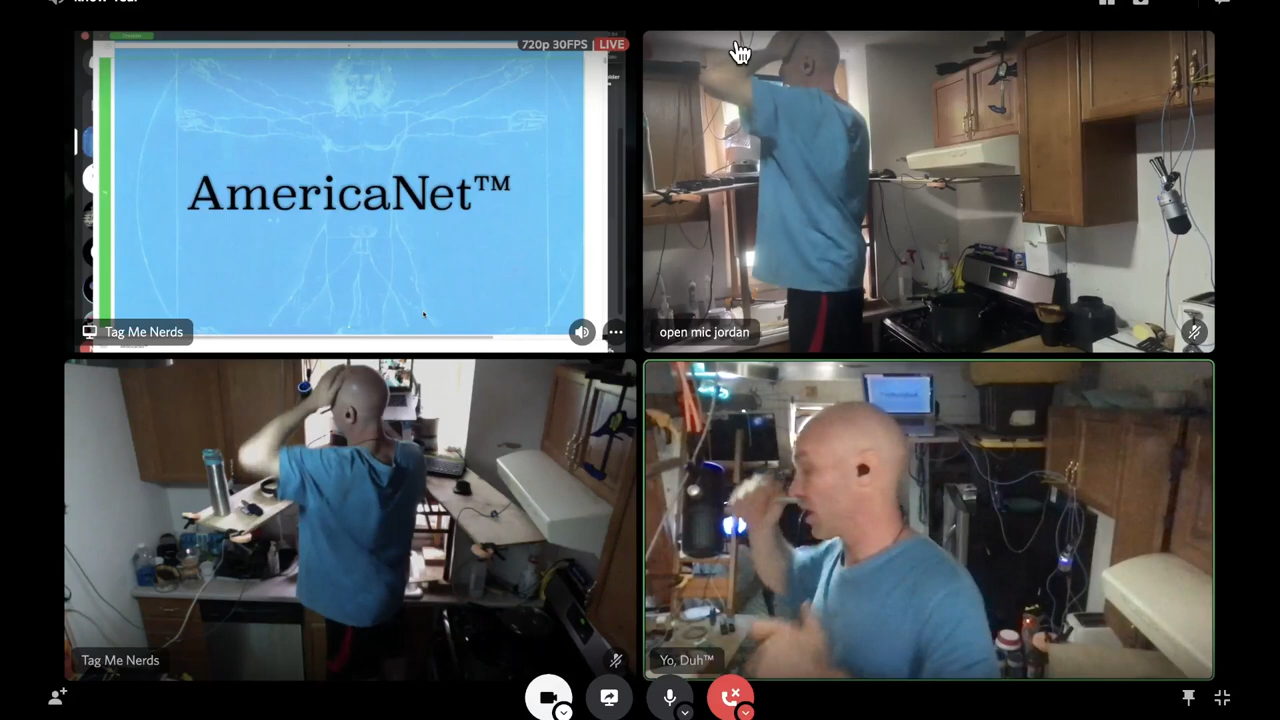 720p 30FPS LIVE
AmericaNet™
Tag Me Nerds
open mic jordan
Tag Me Nerds
Yo, Duh™